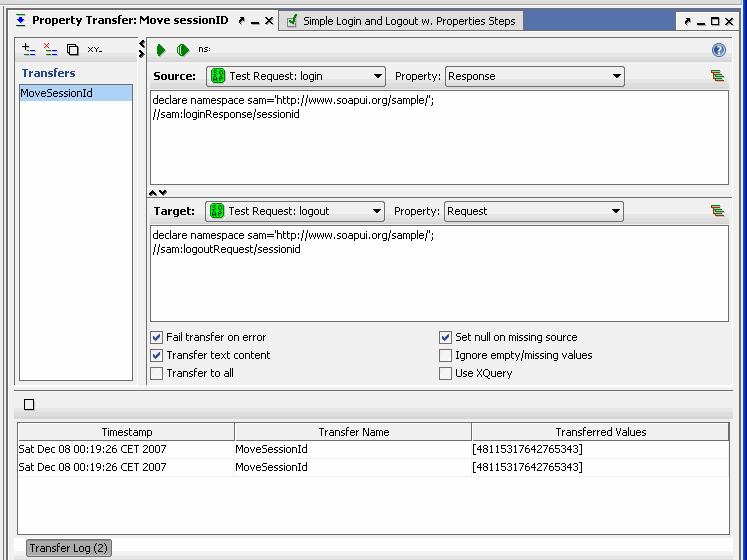 Property Transfer: Move sessionID
Simple Login and Logout w. Properties Steps
XY=
ns:
?
Transfers
MoveSessionId
Source: Test Request: login Property: Response
declare namespace sam='http://www.soapui.org/sample/';
//sam:loginResponse/sessionid
Target: Test Request: logout Property: Request
declare namespace sam='http://www.soapui.org/sample/';
//sam:logoutRequest/sessionid
Fail transfer on error
Set null on missing source
Transfer text content
Ignore empty/missing values
Transfer to all
Use XQuery
Timestamp Transfer Name Transferred Values
Sat Dec 08 00:19:26 CET 2007 MoveSessionId [48115317642765343]
Sat Dec 08 00:19:26 CET 2007 MoveSessionId [48115317642765343]
Transfer Log (2)